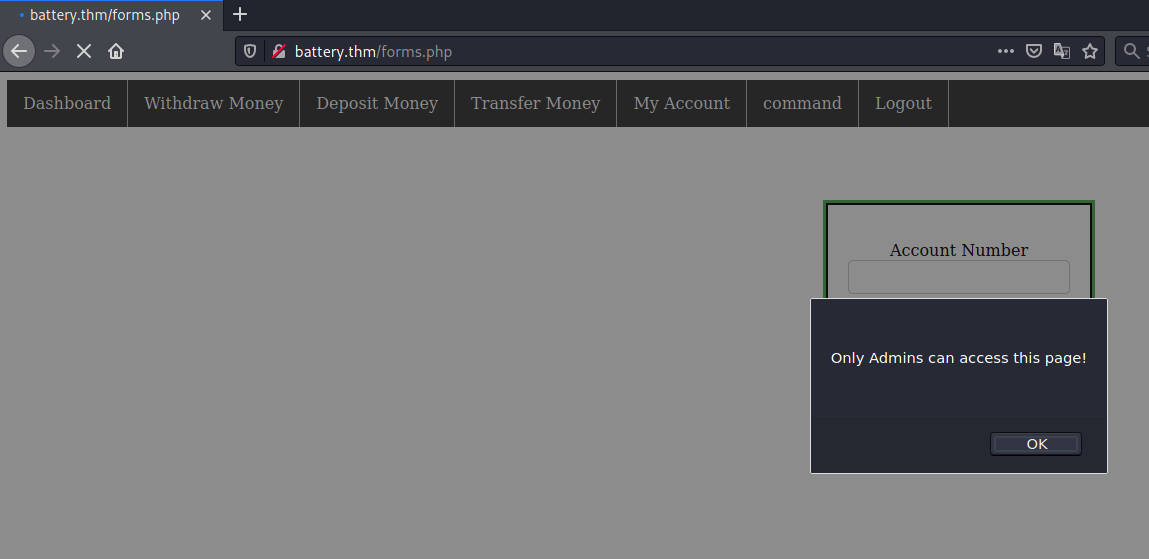 battery.thm/forms.php
battery.thm/forms.php
Dashboard Withdraw Money Deposit Money Transfer Money My Account command Logout
Account Number
Only Admins can access this page!
OK